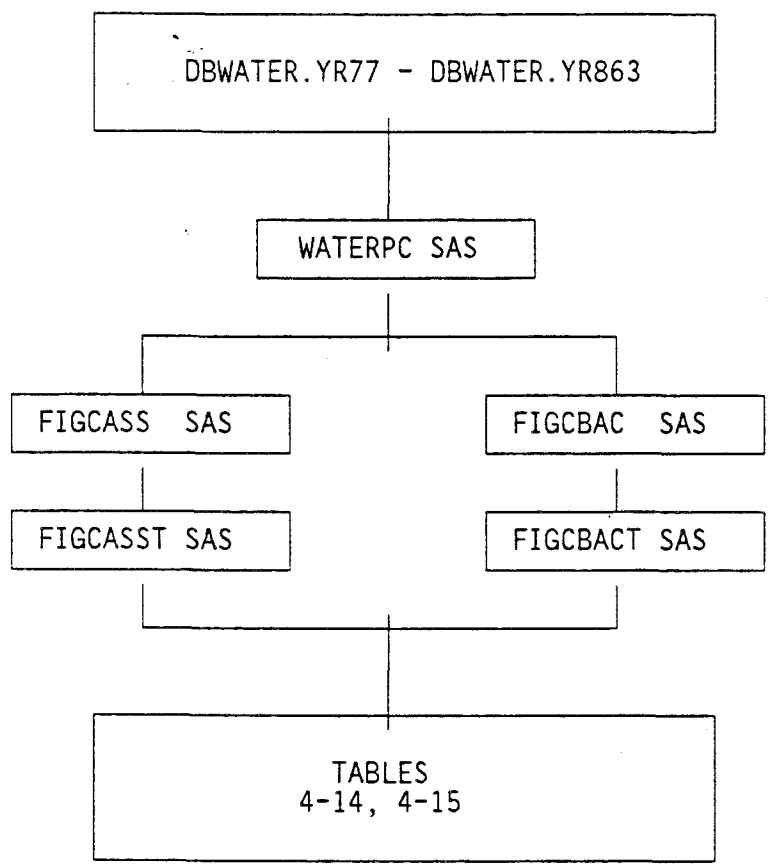 DBWATER.YR77 - DBWATER.YR863
WATERPC SAS
FIGCASS SAS
FIGCBAC SAS
FIGCASST SAS
FIGCBACT SAS
TABLES
4-14, 4-15